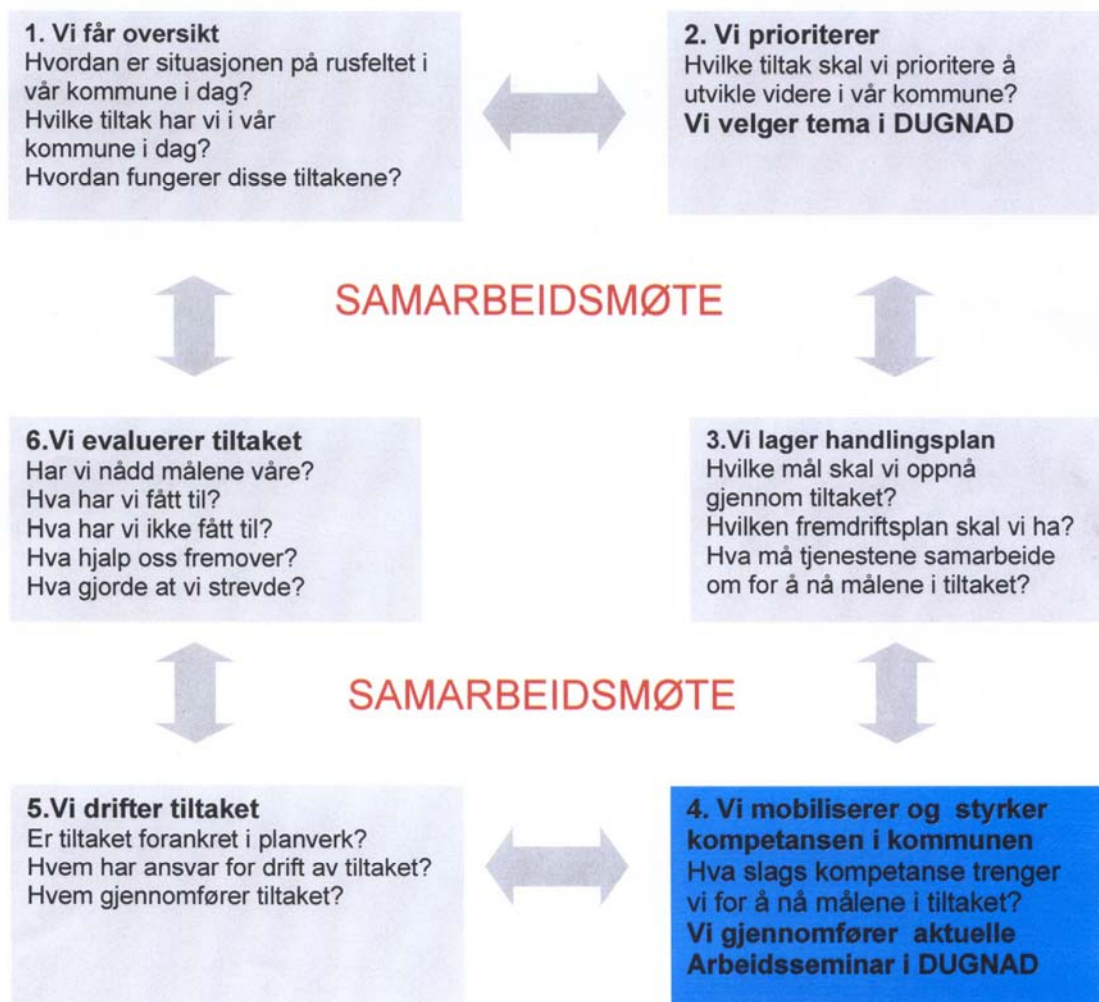 1. Vi får oversikt
Hvordan er situasjonen på rusfeltet i
vår kommune i dag?
Hvilke tiltak har vi i vår
kommune i dag?
Hvordan fungerer disse tiltakene?
2. Vi prioriterer
Hvilke tiltak skal vi prioritere å
utvikle videre i vår kommune?
Vi velger tema i DUGNAD
SAMARBEIDSMØTE
3.Vi lager handlingsplan
Hvilke mål skal vi oppnå
gjennom tiltaket?
Hvilken fremdriftsplan skal vi ha?
Hva må tjenestene samarbeide
om for å nå målene i tiltaket?
6.Vi evaluerer tiltaket
Har vi nådd målene våre?
Hva har vi fått til?
Hva har vi ikke fått til?
Hva hjalp oss fremover?
Hva gjorde at vi strevde?
SAMARBEIDSMØTE
4. Vi mobiliserer og styrker
kompetansen i kommunen
Hva slags kompetanse trenger
vi for å nå målene i tiltaket?
Vi gjennomfører aktuelle
Arbeidsseminar i DUGNAD
5.Vi drifter tiltaket
Er tiltaket forankret i planverk?
Hvem har ansvar for drift av tiltaket?
Hvem gjennomfører tiltaket?